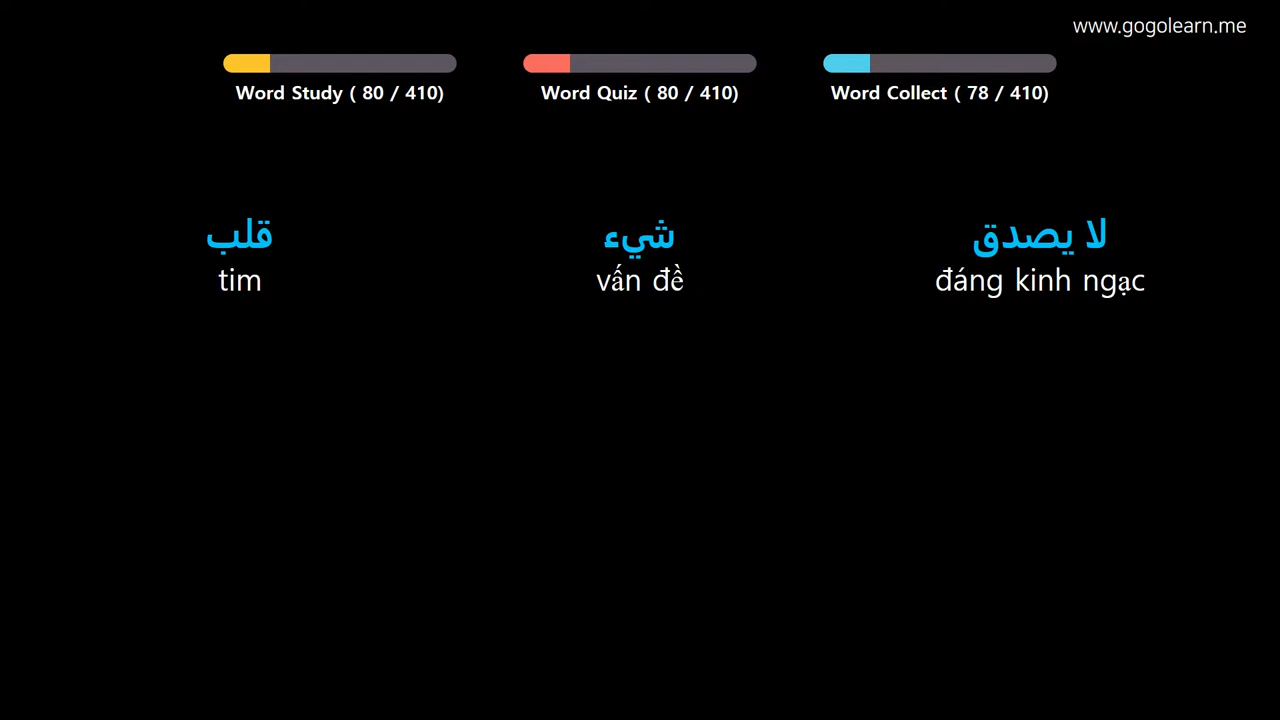 www.gogolearn.me
Word Study ( 80 / 410)
Word Quiz ( 80 / 410)
Word Collect ( 78 / 410)
قلب
tim
شيء
vấn đề
لا يصدق
đáng kinh ngạc